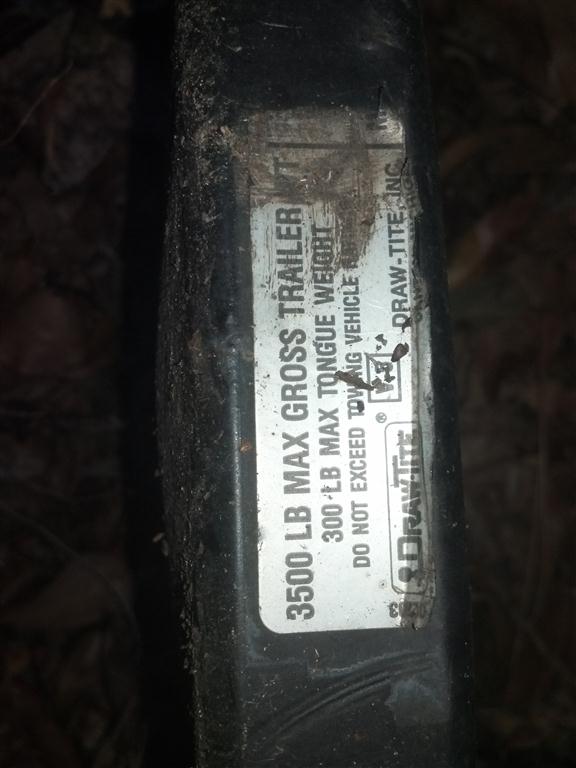 3500 LB MAX GROSS TRAILER WT
300 LB MAX TONGUE WEIGHT
DO NOT EXCEED TOWING VEHICLE
DRAW-TITE ® DRAW-TITE, INC.